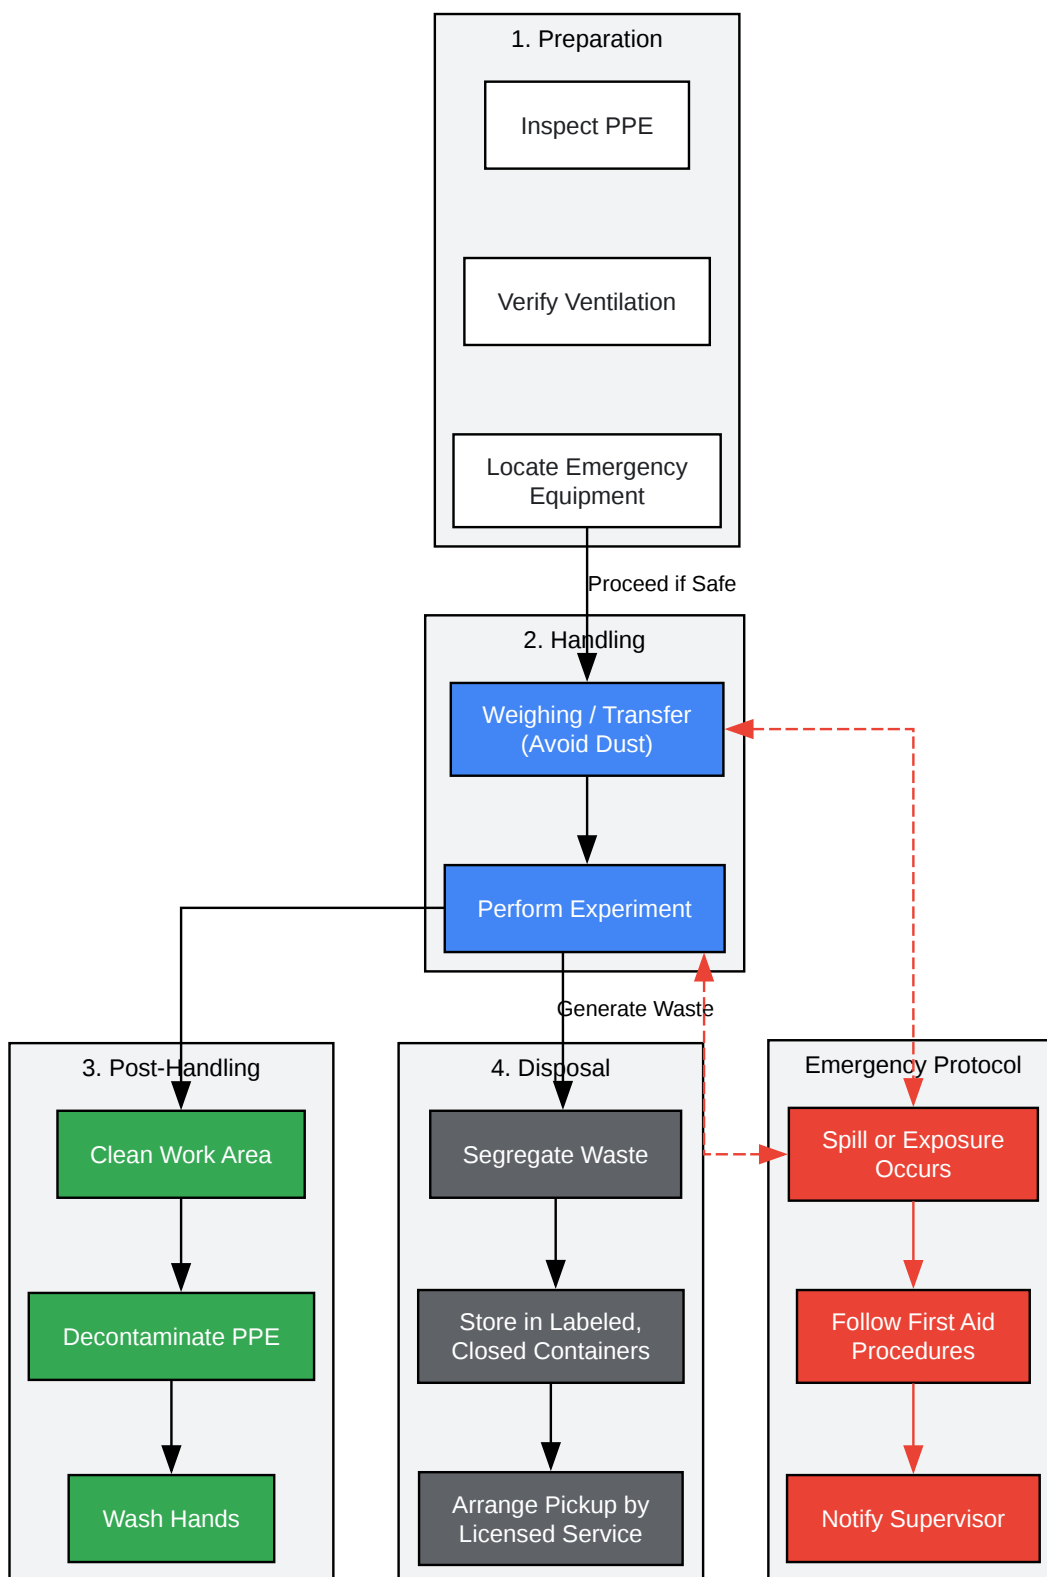 1. Preparation
Inspect PPE
Verify Ventilation
Locate Emergency
Equipment
Proceed if Safe
2. Handling
Weighing / Transfer
(Avoid Dust)
Perform Experiment
Generate Waste
3. Post-Handling
Clean Work Area
Decontaminate PPE
Wash Hands
4. Disposal
Segregate Waste
Store in Labeled,
Closed Containers
Arrange Pickup by
Licensed Service
Emergency Protocol
Spill or Exposure
Occurs
Follow First Aid
Procedures
Notify Supervisor